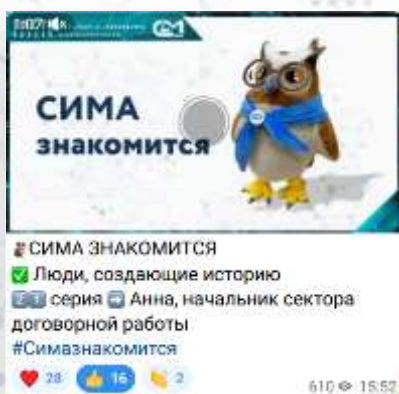 СИМА
знакомится
СИМА ЗНАКОМИТСЯ
Люди, создающие историю
серия Анна, начальник сектора
договорной работы
#Симазнакомится
28 16 2
610 15:52